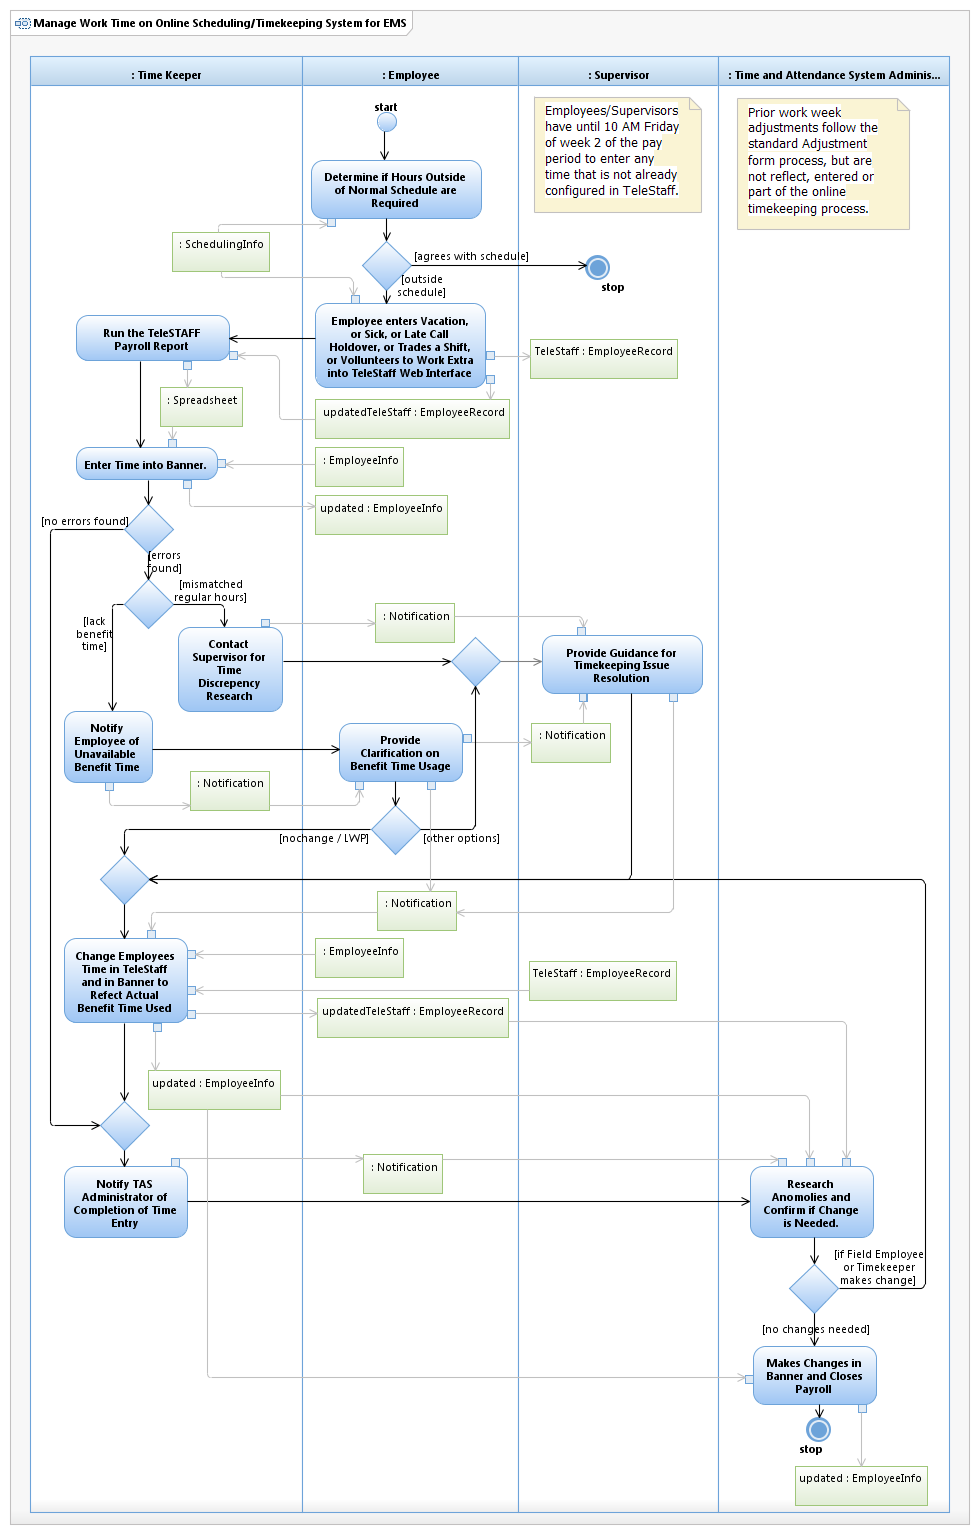 Manage Work Time on Online Scheduling/Timekeeping System for EMS
: Time Keeper
: Employee
: Supervisor
: Time and Attendance System Adminis...
start
Employees/Supervisors
have until 10 AM Friday
of week 2 of the pay
period to enter any
time that is not already
configured in TeleStaff.
Prior work week
adjustments follow the
standard Adjustment
form process, but are
not reflect, entered or
part of the online
timekeeping process.
Determine if Hours Outside
of Normal Schedule are
Required
: SchedulingInfo
[agrees with schedule]
[outside
schedule]
stop
Employee enters Vacation,
or Sick, or Late Call
Holdover, or Trades a Shift,
or Vollunteers to Work Extra
into TeleStaff Web Interface
Run the TeleSTAFF
Payroll Report
TeleStaff : EmployeeRecord
: Spreadsheet
updatedTeleStaff : EmployeeRecord
Enter Time into Banner.
: EmployeeInfo
updated : EmployeeInfo
[no errors found]
[errors
found]
[mismatched
regular hours]
[lack
benefit
time]
: Notification
Contact
Supervisor for
Time
Discrepency
Research
Provide Guidance for
Timekeeping Issue
Resolution
Notify
Employee of
Unavailable
Benefit Time
Provide
Clarification on
Benefit Time Usage
: Notification
: Notification
[nochange / LWP]
[other options]
: Notification
Change Employees
Time in TeleStaff
and in Banner to
Refect Actual
Benefit Time Used
: EmployeeInfo
TeleStaff : EmployeeRecord
updatedTeleStaff : EmployeeRecord
updated : EmployeeInfo
: Notification
Notify TAS
Administrator of
Completion of Time
Entry
Research
Anomolies and
Confirm if Change
is Needed.
[if Field Employee
or Timekeeper
makes change]
[no changes needed]
Makes Changes in
Banner and Closes
Payroll
stop
updated : EmployeeInfo